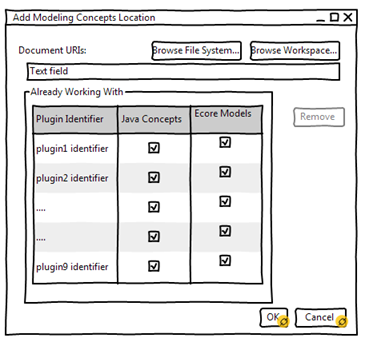 Add Modeling Concepts Location
Document URIs: Browse File System... Browse Workspace...
Text field
Already Working With
Plugin Identifier Java Concepts Ecore Models
Remove
plugin1 identifier
plugin2 identifier
....
....
plugin9 identifier
OK Cancel